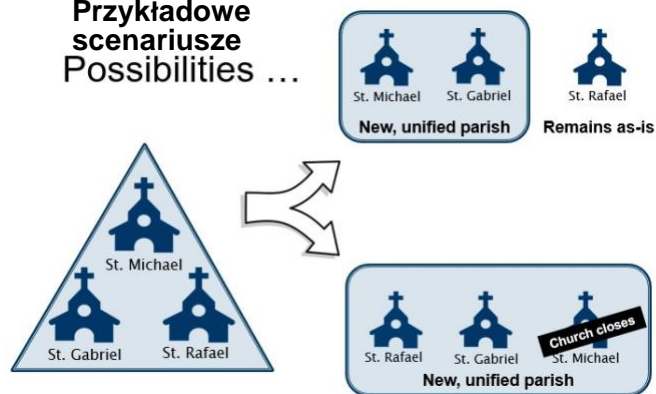 Przykładowe
scenariusze
Possibilities ...
St. Michael
St. Gabriel
St. Rafael
New, unified parish
Remains as-is
St. Michael
St. Gabriel
St. Rafael
St. Rafael
St. Gabriel
Church closes
St. Michael
New, unified parish